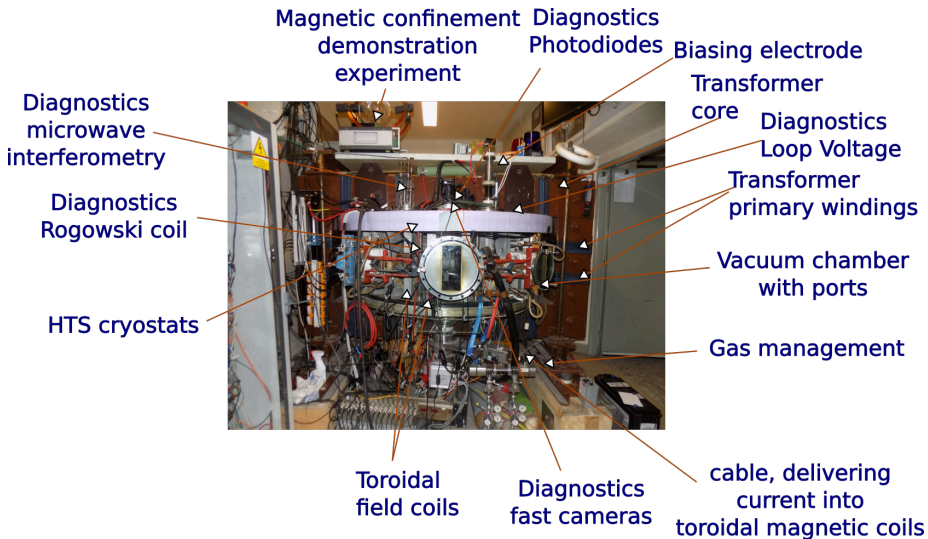 Magnetic confinement
demonstration
experiment
Diagnostics
Photodiodes
Biasing electrode
Transformer
core
Diagnostics
microwave
interferometry
Diagnostics
Loop Voltage
Diagnostics
Rogowski coil
Transformer
primary windings
Vacuum chamber
with ports
HTS cryostats
Gas management
Toroidal
field coils
Diagnostics
fast cameras
cable, delivering
current into
toroidal magnetic coils